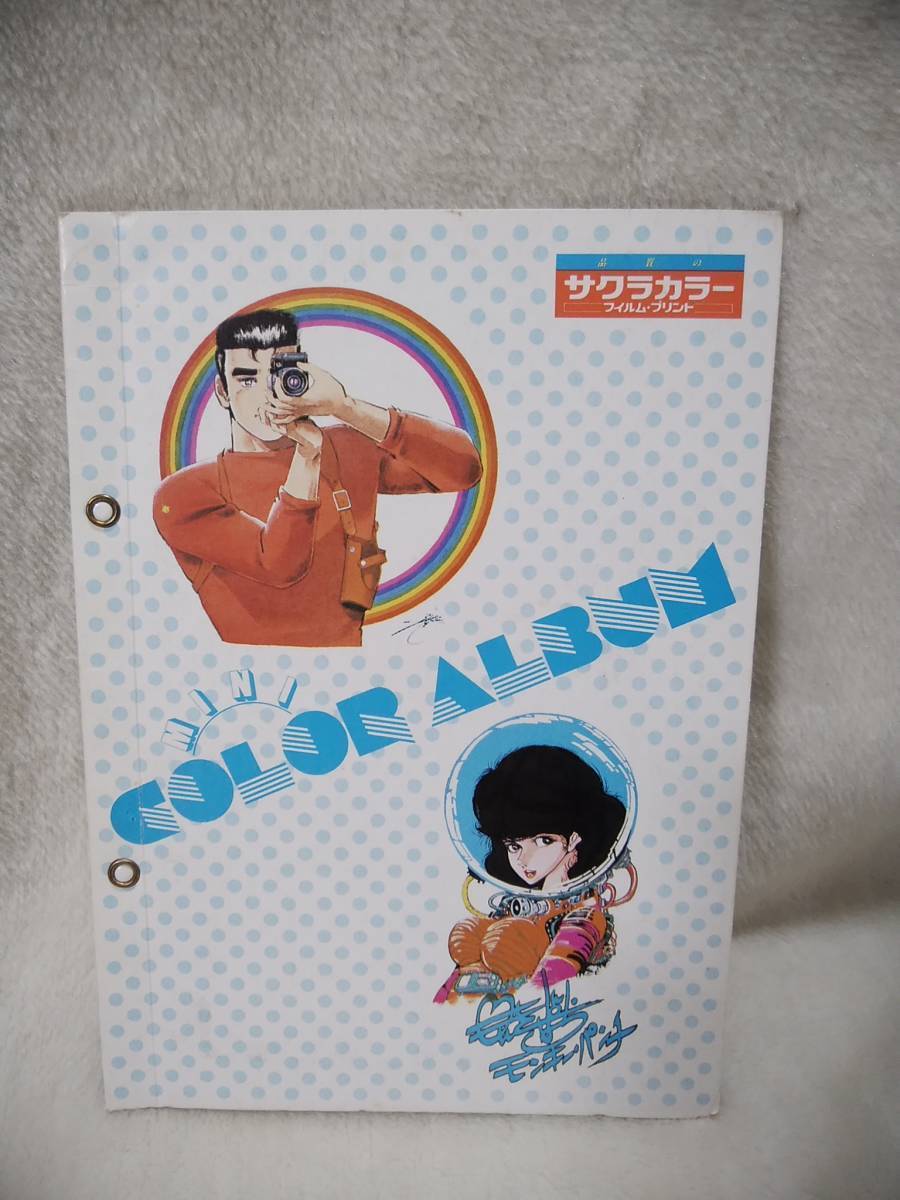 品質の
サクラカラー
フィルム・プリント
MINI
COLOR ALBUM
モンキー・パンチ